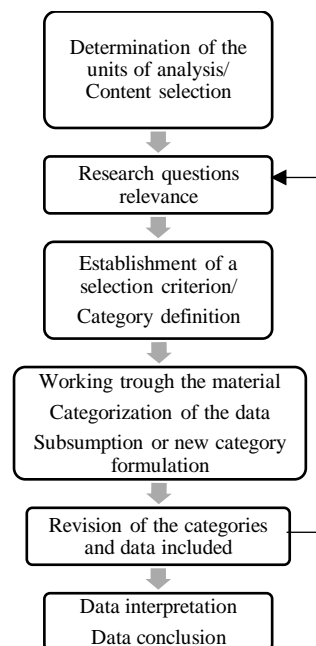 Determination of the
units of analysis/
Content selection
Research questions
relevance
Establishment of a
selection criterion/
Category definition
Working trough the material
Categorization of the data
Subsumption or new category
formulation
Revision of the categories
and data included
Data interpretation
Data conclusion